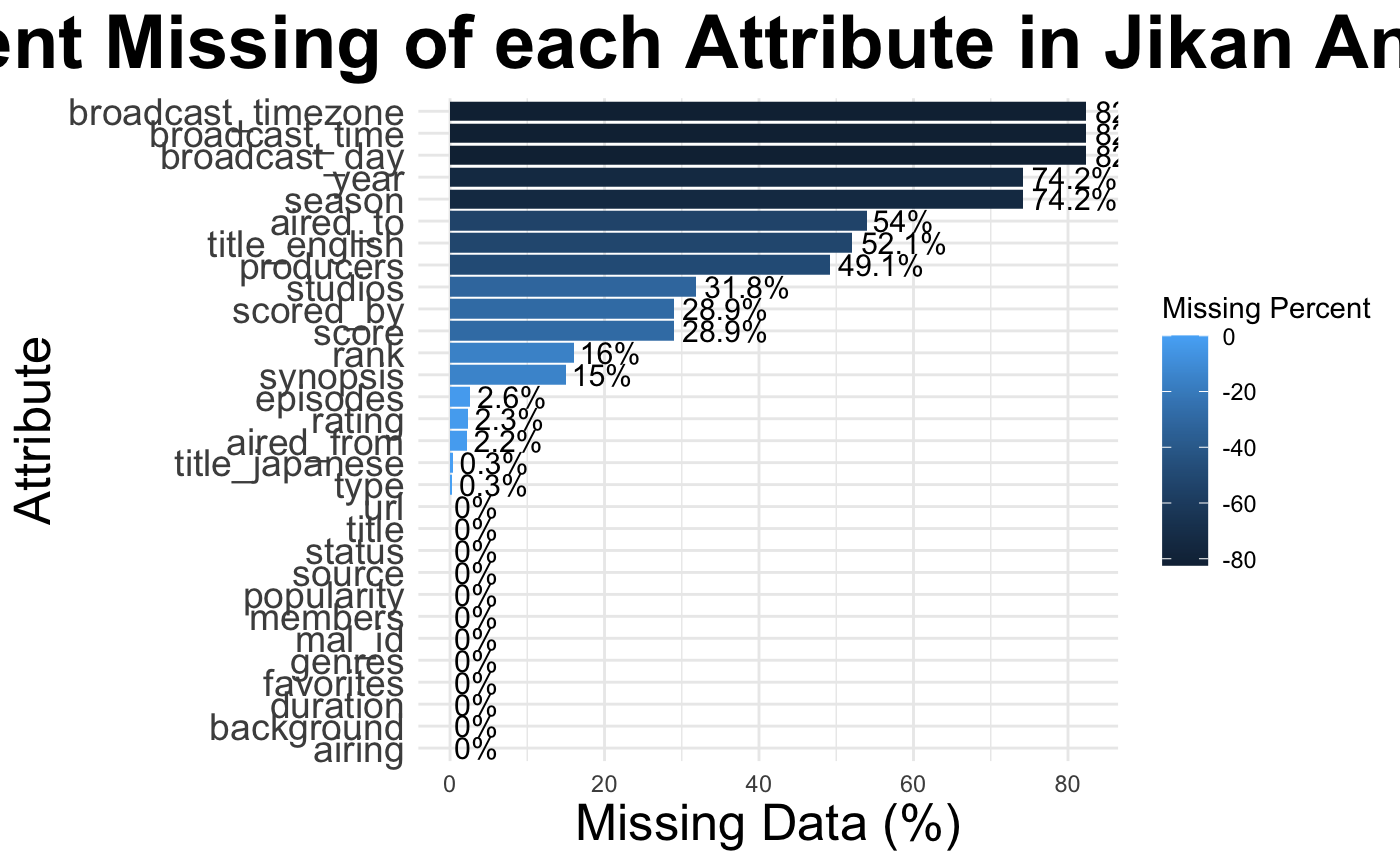 ent Missing of each Attribute in Jikan An
broadcast_timezone 82
broadcast_time 82
broadcast_day 82
year 74.2%
season 74.2%
aired_to 54%
title_english 52.1%
producers 49.1%
studios 31.8%
scored_by 28.9%
score 28.9%
rank 16%
synopsis 15%
episodes 2.6%
rating 2.3%
aired_from 2.2%
title_japanese 0.3%
type 0.3%
url 0%
title 0%
status 0%
source 0%
popularity 0%
members 0%
mal_id 0%
genres 0%
favorites 0%
duration 0%
background 0%
airing 0%
0 20 40 60 80
Missing Data (%)
Attribute
Missing Percent
0
-20
-40
-60
-80